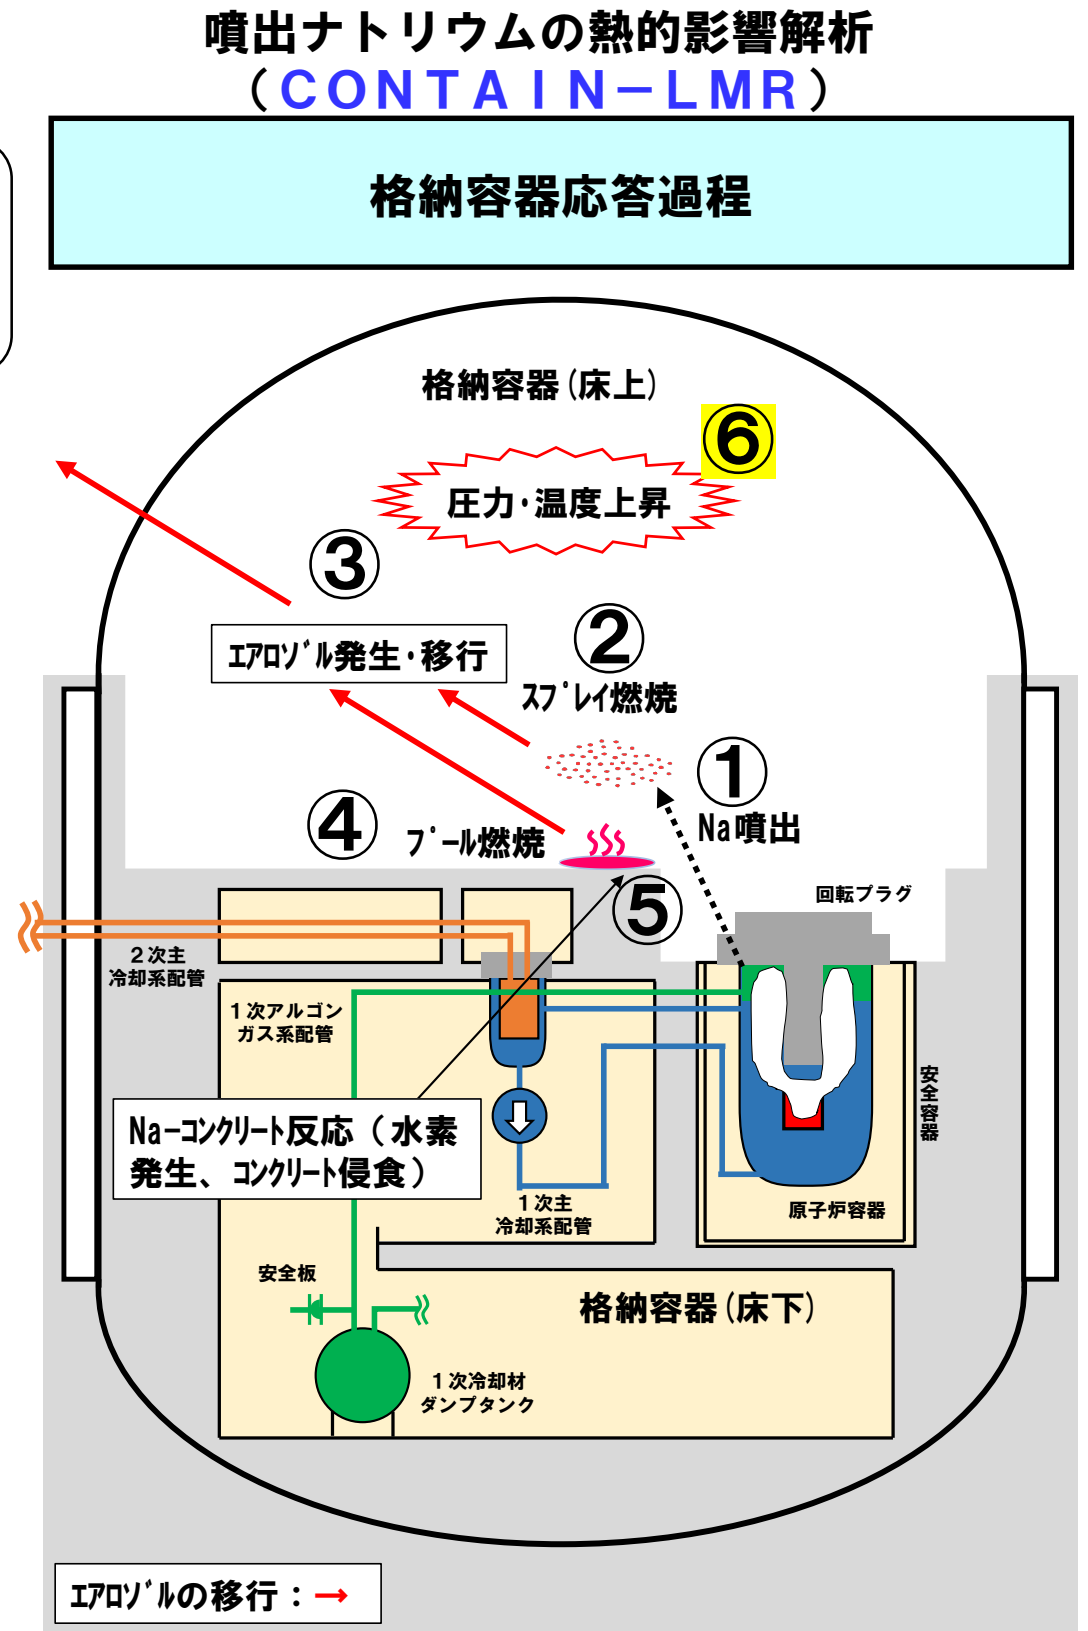 噴出ナトリウムの熱的影響解析
（ＣＯＮＴＡＩＮ－ＬＭＲ）
格納容器応答過程
格納容器(床上)
⑥
圧力・温度上昇
③
ｴｱﾛｿﾞﾙ発生・移行
②
ｽﾌﾟﾚｲ燃焼
①
Na噴出
④
ﾌﾟｰﾙ燃焼
⑤
回転プラグ
２次主
冷却系配管
１次アルゴン
ガス系配管
安全容器
Na－ｺﾝｸﾘｰﾄ反応（水素
発生、ｺﾝｸﾘｰﾄ侵食）
１次主
冷却系配管
原子炉容器
安全板
格納容器(床下)
１次冷却材
ダンプタンク
ｴｱﾛｿﾞﾙの移行：→